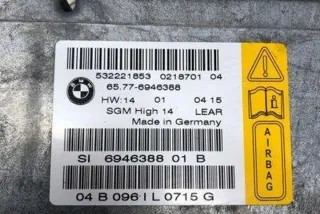 BMW
532221853 0218701 04
65.77-6946388
HW:14 01 04 15
SGM High 14 LEAR
Made in Germany
SI 6946388 01 B
04 B 096 I L 0715 G
AIRBAG